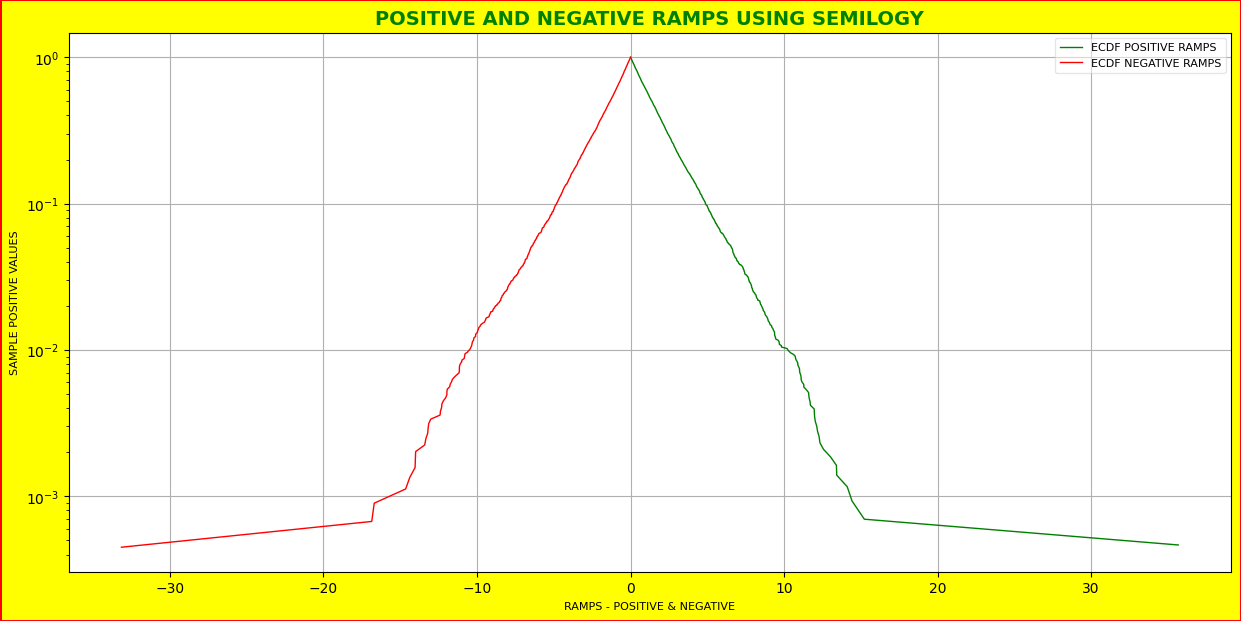 POSITIVE AND NEGATIVE RAMPS USING SEMILOGY
ECDF POSITIVE RAMPS
ECDF NEGATIVE RAMPS
10⁰
10⁻¹
10⁻²
10⁻³
SAMPLE POSITIVE VALUES
−30 −20 −10 0 10 20 30
RAMPS - POSITIVE & NEGATIVE